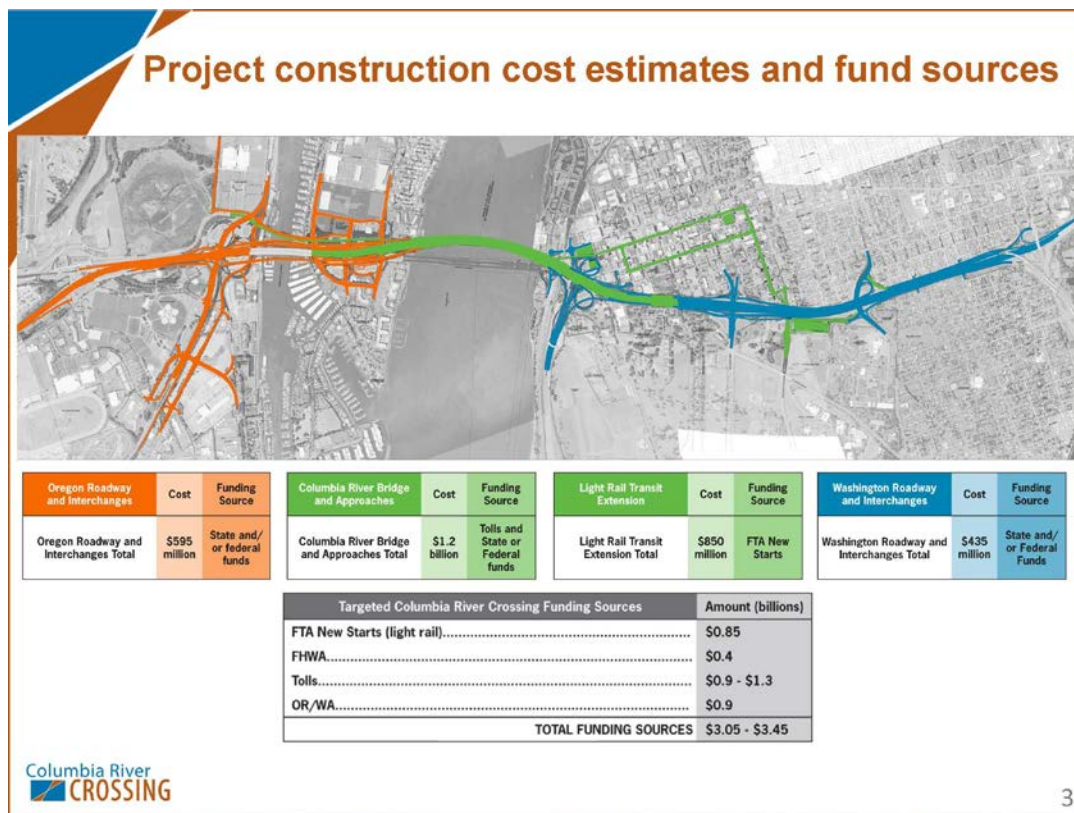 Project construction cost estimates and fund sources
Oregon Roadway and Interchanges Cost Funding Source
Oregon Roadway and Interchanges Total $595 million State and/ or federal funds
Columbia River Bridge and Approaches Cost Funding Source
Columbia River Bridge and Approaches Total $1.2 billion Tolls and State or Federal funds
Light Rail Transit Extension Cost Funding Source
Light Rail Transit Extension Total $850 million FTA New Starts
Washington Roadway and Interchanges Cost Funding Source
Washington Roadway and Interchanges Total $435 million State and/ or Federal Funds
Targeted Columbia River Crossing Funding Sources Amount (billions)
FTA New Starts (light rail) $0.85
FHWA $0.4
Tolls $0.9 - $1.3
OR/WA $0.9
TOTAL FUNDING SOURCES $3.05 - $3.45
Columbia River
CROSSING
3